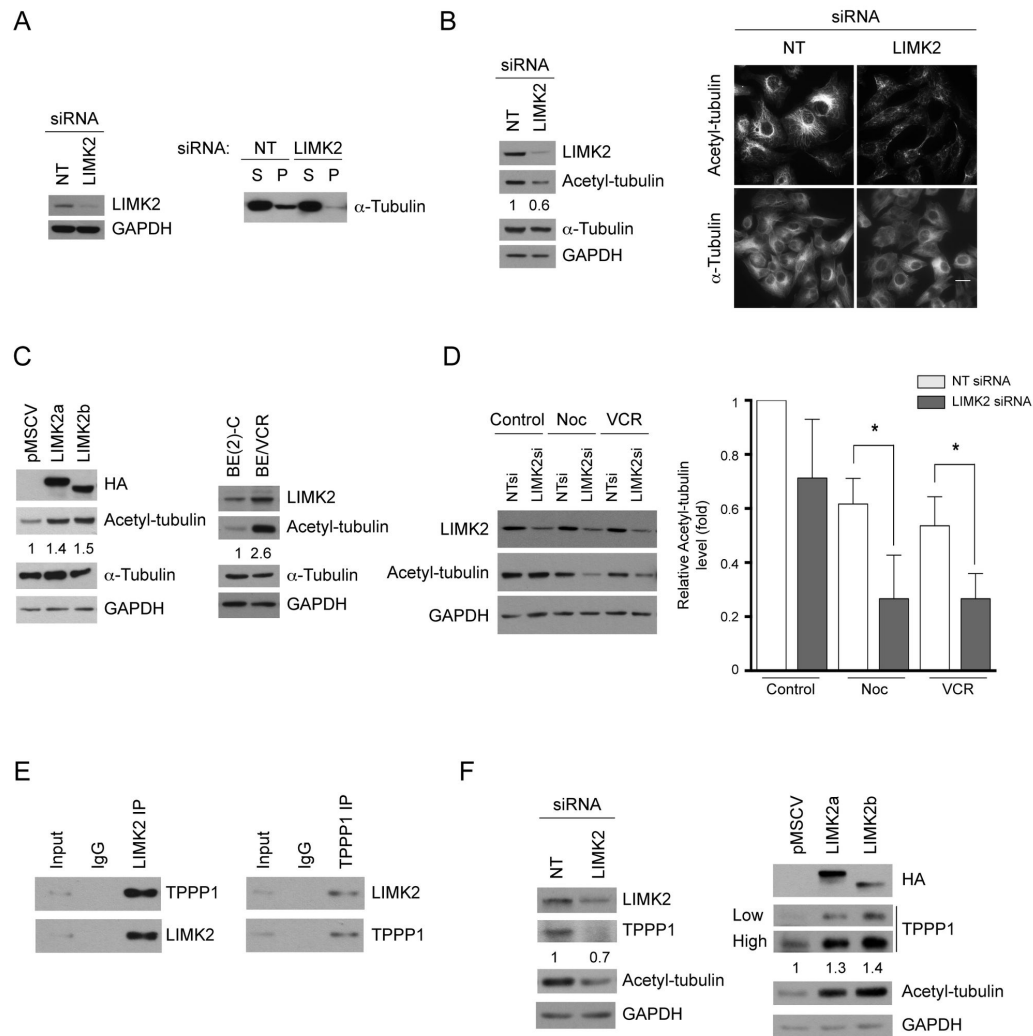 A
siRNA
NT
LIMK2
LIMK2
GAPDH
siRNA: NT LIMK2
S P S P
α-Tubulin
B
siRNA
NT
LIMK2
LIMK2
Acetyl-tubulin
1 0.6
α-Tubulin
GAPDH
siRNA
NT LIMK2
Acetyl-tubulin
α-Tubulin
C
pMSCV
LIMK2a
LIMK2b
HA
Acetyl-tubulin
1 1.4 1.5
α-Tubulin
GAPDH
BE(2)-C
BE/VCR
LIMK2
Acetyl-tubulin
1 2.6
α-Tubulin
GAPDH
D
Control Noc VCR
NTsi
LIMK2si
NTsi
LIMK2si
NTsi
LIMK2si
LIMK2
Acetyl-tubulin
GAPDH
NT siRNA
LIMK2 siRNA
Relative Acetyl-tubulin
level (fold)
1
0.8
0.6
0.4
0.2
0
* *
Control Noc VCR
E
Input
IgG
LIMK2 IP
TPPP1
LIMK2
Input
IgG
TPPP1 IP
LIMK2
TPPP1
F
siRNA
NT
LIMK2
LIMK2
TPPP1
1 0.7
Acetyl-tubulin
GAPDH
pMSCV
LIMK2a
LIMK2b
HA
Low
High
TPPP1
1 1.3 1.4
Acetyl-tubulin
GAPDH